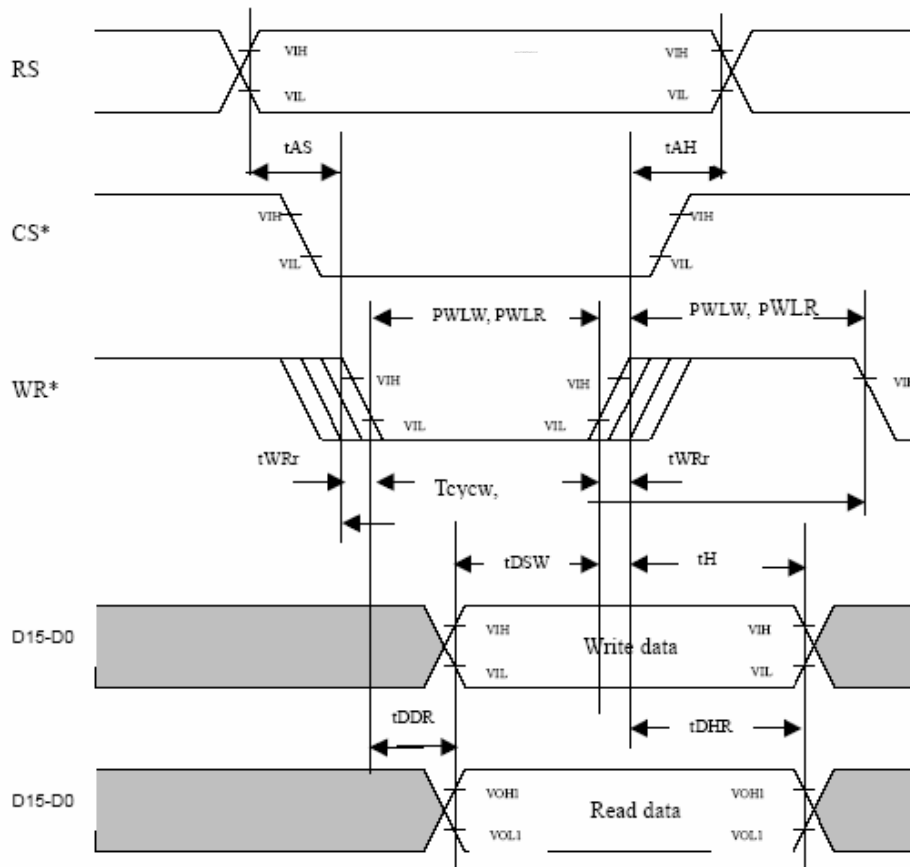 RS
VIH
VIH
VIL
VIL
tAS
tAH
CS*
VIH
VIH
VIL
VIL
PWLW, PWLR
PWLW, PWLR
WR*
VIH
VIH
VIL
VIL
tWRr
tWRr
Tcycw,
tDSW
tH
D15-D0
VIH
Write data
VIH
VIL
VIL
tDDR
tDHR
D15-D0
VOH1
Read data
VOH1
VOL1
VOL1